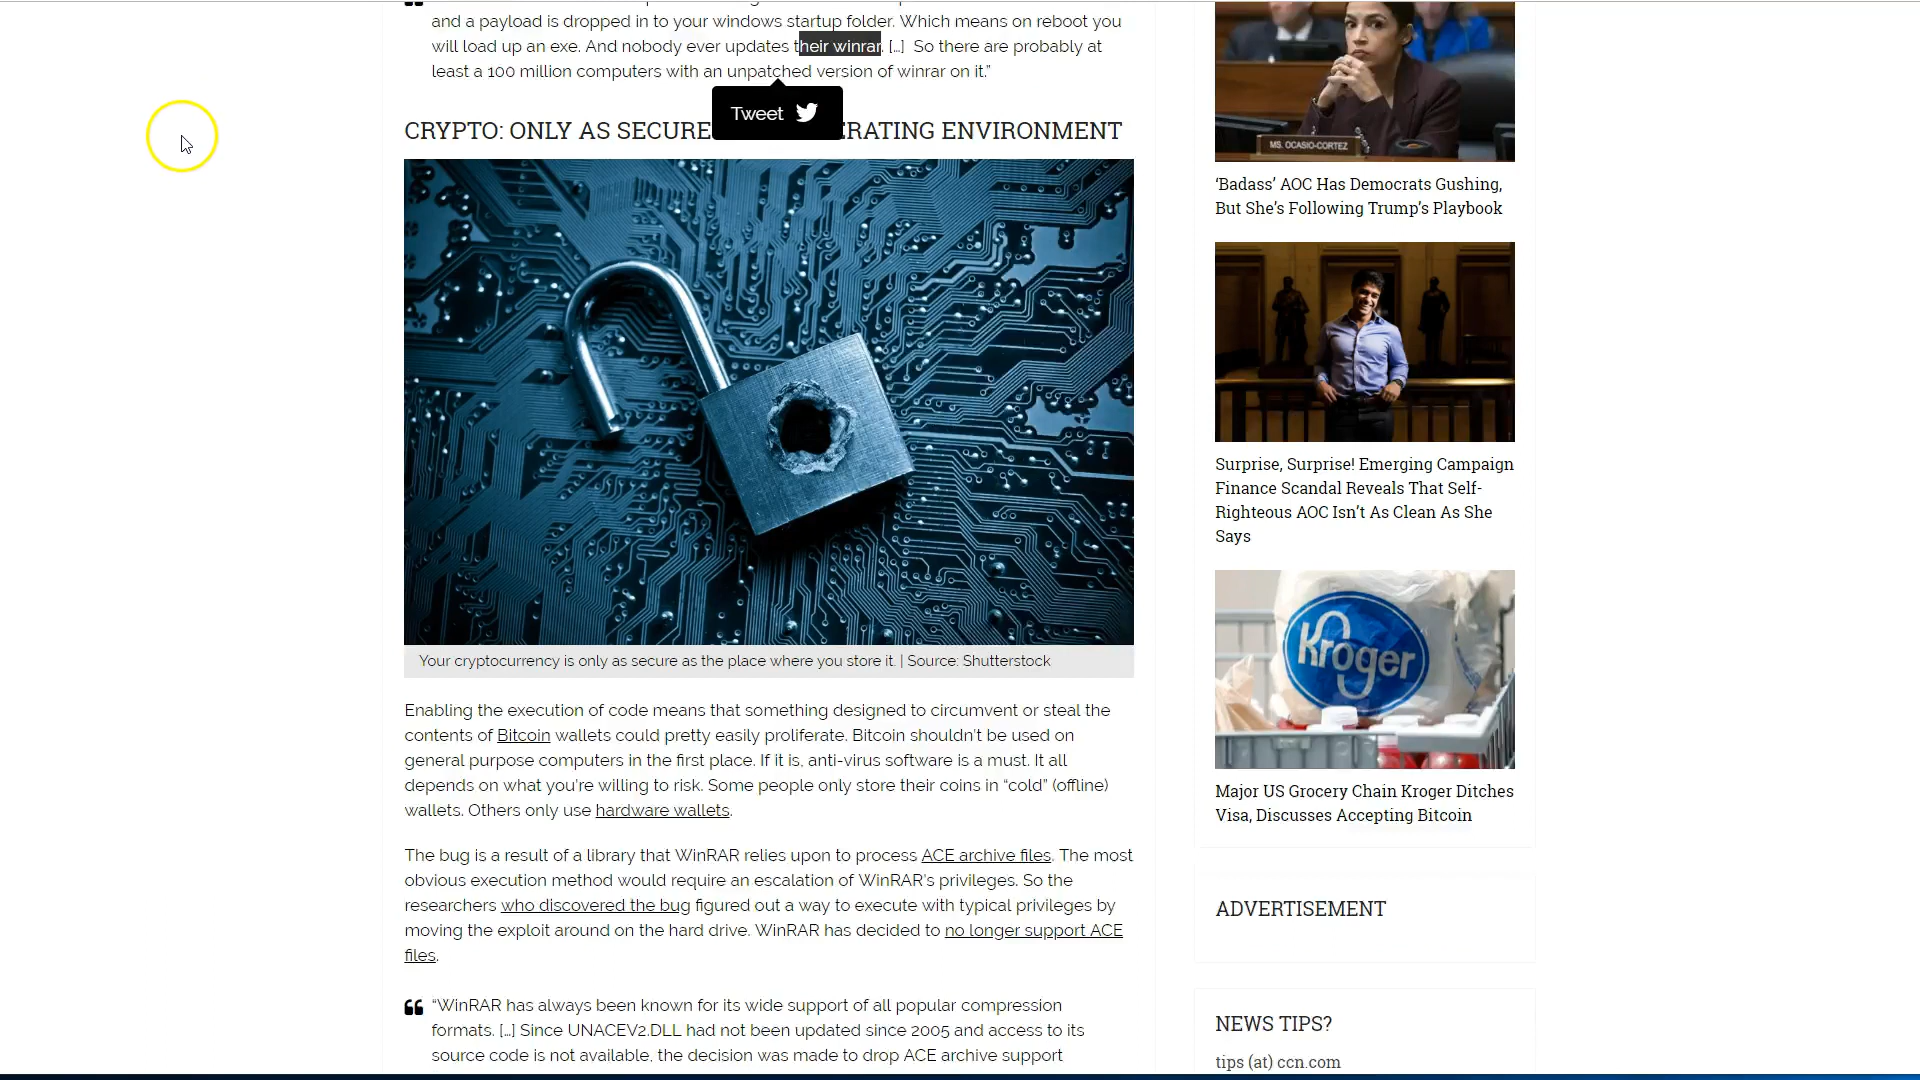 and a payload is dropped in to your windows startup folder. Which means on reboot you
will load up an exe. And nobody ever updates their winrar. [...] So there are probably at
least a 100 million computers with an unpatched version of winrar on it.”
Tweet
CRYPTO: ONLY AS SECURE ERATING ENVIRONMENT
Your cryptocurrency is only as secure as the place where you store it. | Source: Shutterstock
Enabling the execution of code means that something designed to circumvent or steal the
contents of Bitcoin wallets could pretty easily proliferate. Bitcoin shouldn’t be used on
general purpose computers in the first place. If it is, anti-virus software is a must. It all
depends on what you’re willing to risk. Some people only store their coins in “cold” (offline)
wallets. Others only use hardware wallets.
The bug is a result of a library that WinRAR relies upon to process ACE archive files. The most
obvious execution method would require an escalation of WinRAR’s privileges. So the
researchers who discovered the bug figured out a way to execute with typical privileges by
moving the exploit around on the hard drive. WinRAR has decided to no longer support ACE
files.
“WinRAR has always been known for its wide support of all popular compression
formats. [...] Since UNACEV2.DLL had not been updated since 2005 and access to its
source code is not available, the decision was made to drop ACE archive support
MS. OCASIO-CORTEZ
‘Badass’ AOC Has Democrats Gushing,
But She’s Following Trump’s Playbook
Surprise, Surprise! Emerging Campaign
Finance Scandal Reveals That Self-
Righteous AOC Isn’t As Clean As She
Says
Kroger
Major US Grocery Chain Kroger Ditches
Visa, Discusses Accepting Bitcoin
ADVERTISEMENT
NEWS TIPS?
tips (at) ccn.com